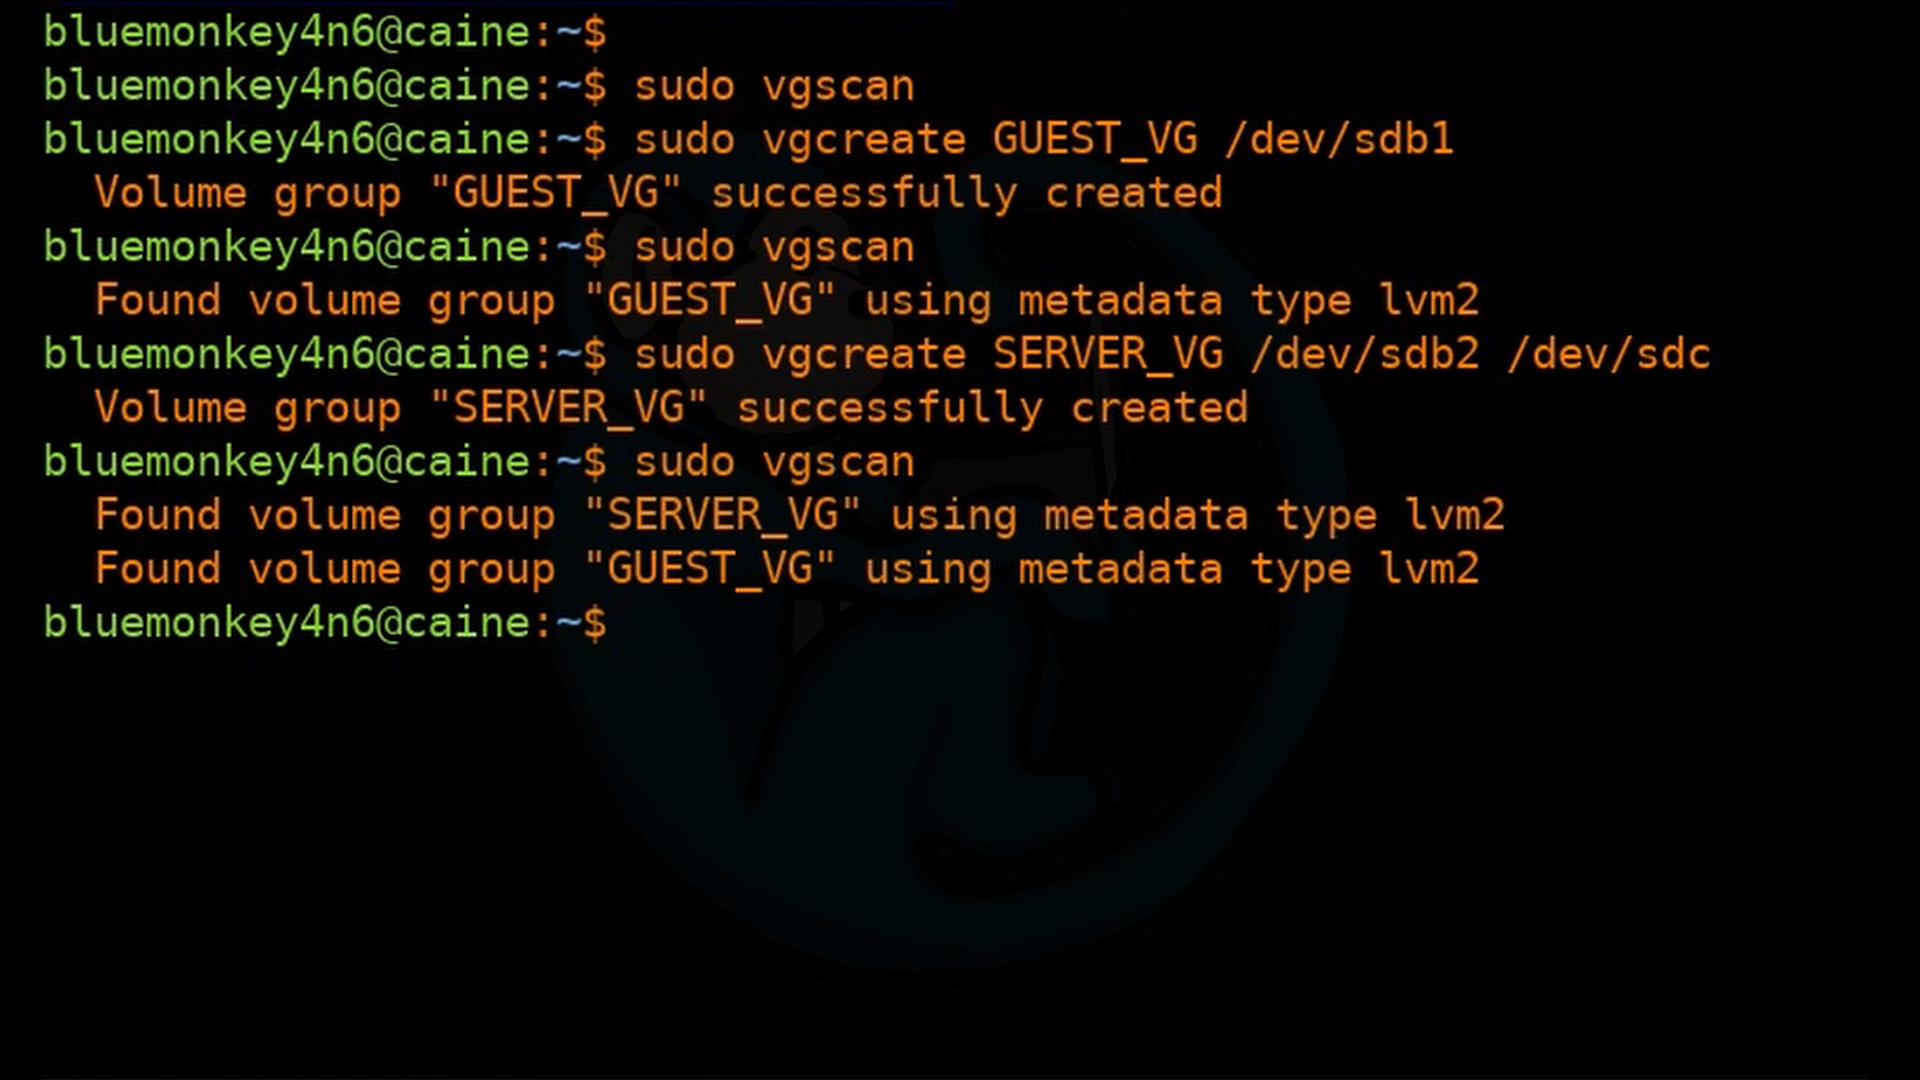 bluemonkey4n6@caine:~$
bluemonkey4n6@caine:~$ sudo vgscan
bluemonkey4n6@caine:~$ sudo vgcreate GUEST_VG /dev/sdb1
  Volume group "GUEST_VG" successfully created
bluemonkey4n6@caine:~$ sudo vgscan
  Found volume group "GUEST_VG" using metadata type lvm2
bluemonkey4n6@caine:~$ sudo vgcreate SERVER_VG /dev/sdb2 /dev/sdc
  Volume group "SERVER_VG" successfully created
bluemonkey4n6@caine:~$ sudo vgscan
  Found volume group "SERVER_VG" using metadata type lvm2
  Found volume group "GUEST_VG" using metadata type lvm2
bluemonkey4n6@caine:~$